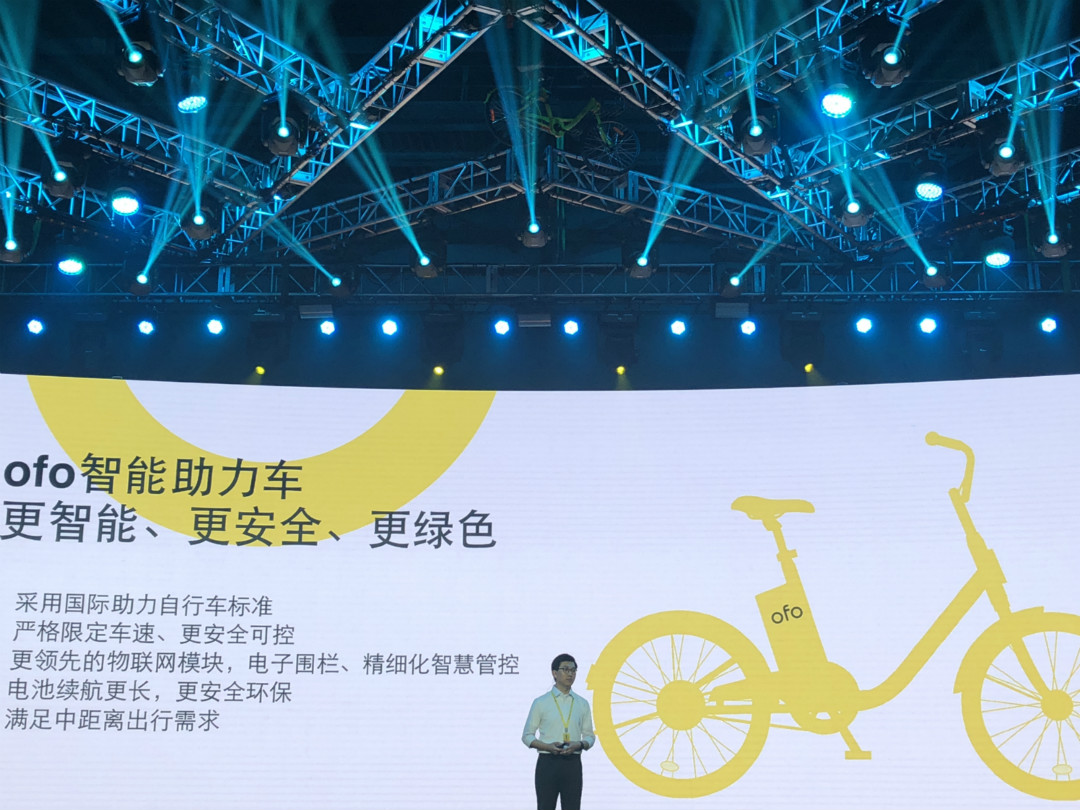 ofo智能助力车
更智能、更安全、更绿色
采用国际助力自行车标准
严格限定车速、更安全可控
更领先的物联网模块，电子围栏、精细化智慧管控
电池续航更长，更安全环保
满足中距离出行需求
ofo